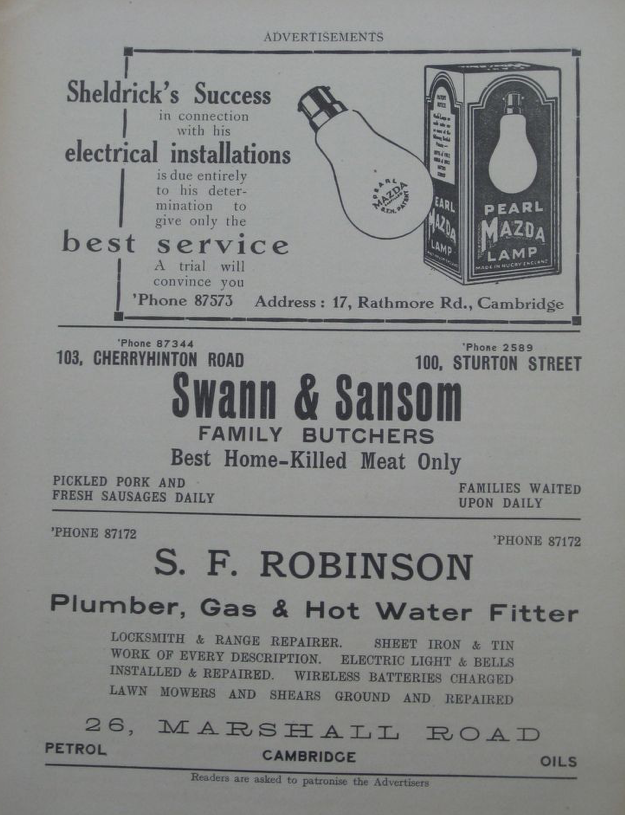 ADVERTISEMENTS
Sheldrick's Success
in connection
with his
electrical installations
is due entirely
to his deter-
mination to
give only the
best service
A trial will
convince you
'Phone 87573 Address : 17, Rathmore Rd., Cambridge
PEARL
MAZDA
PEARL
MAZDA
LAMP
PEARL
MAZDA
LAMP
'Phone 87344
103, CHERRYHINTON ROAD
'Phone 2589
100, STURTON STREET
Swann & Sansom
FAMILY BUTCHERS
Best Home-Killed Meat Only
PICKLED PORK AND
FRESH SAUSAGES DAILY
FAMILIES WAITED
UPON DAILY
'PHONE 87172
'PHONE 87172
S. F. ROBINSON
Plumber, Gas & Hot Water Fitter
LOCKSMITH & RANGE REPAIRER. SHEET IRON & TIN
WORK OF EVERY DESCRIPTION. ELECTRIC LIGHT & BELLS
INSTALLED & REPAIRED. WIRELESS BATTERIES CHARGED
LAWN MOWERS AND SHEARS GROUND AND REPAIRED
26, MARSHALL ROAD
PETROL CAMBRIDGE OILS
Readers are asked to patronise the Advertisers